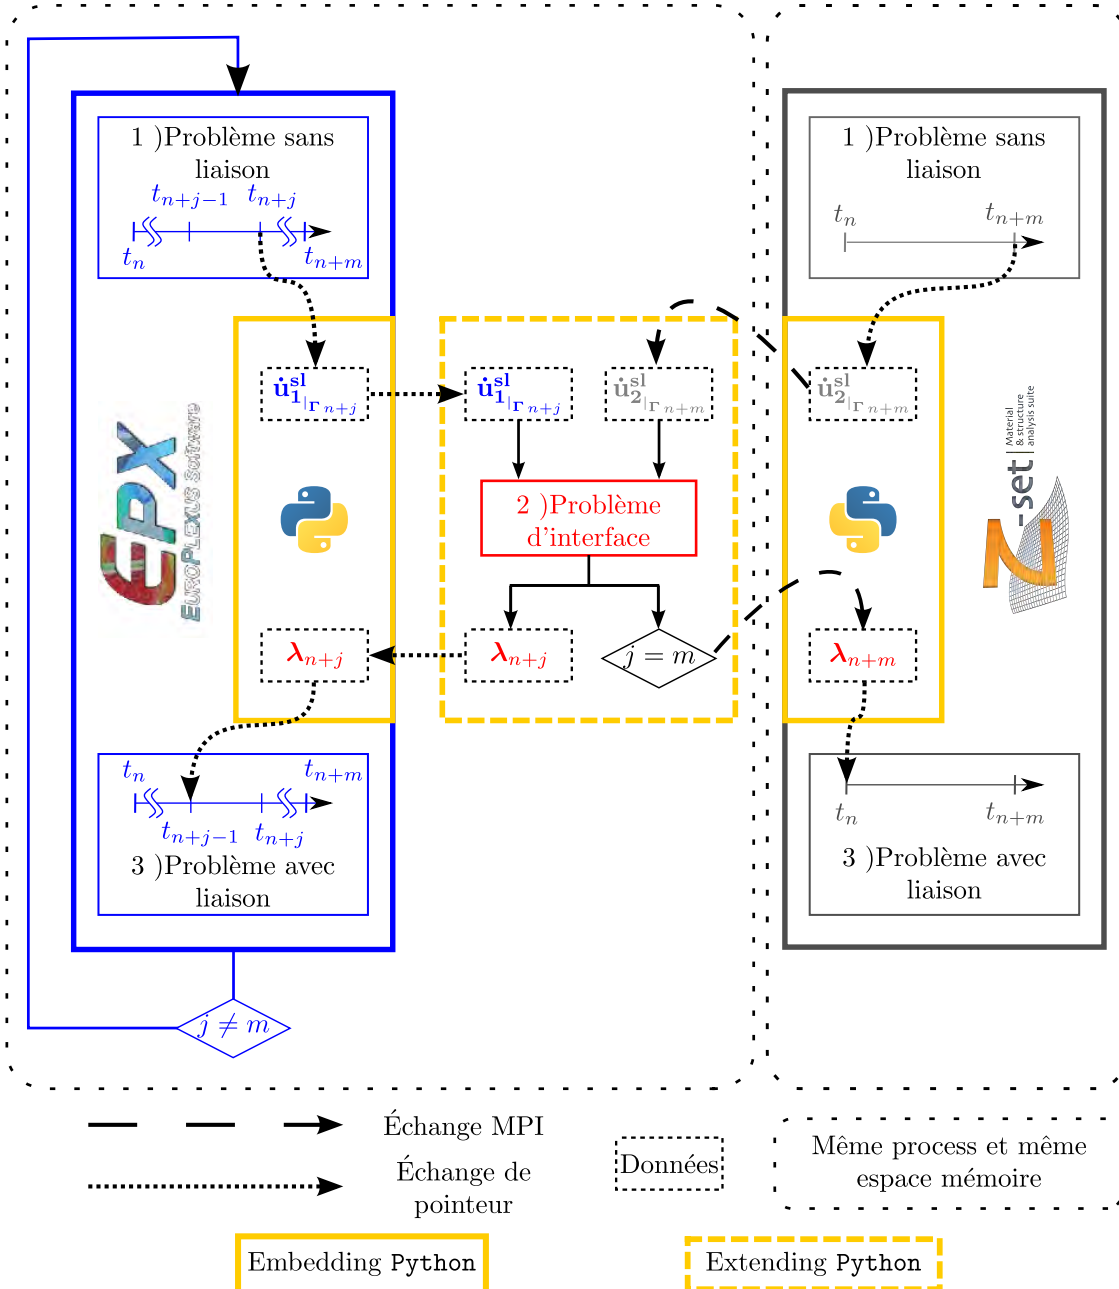 1 )Problème sans
liaison
t_{n+j−1} t_{n+j}
t_n t_{n+m}
u̇_1^{sl}_{|Γ n+j}
EPX
EUROPLEXUS Software
λ_{n+j}
t_n t_{n+m}
t_{n+j−1} t_{n+j}
3 )Problème avec
liaison
j ≠ m
u̇_1^{sl}_{|Γ n+j} u̇_2^{sl}_{|Γ n+m}
2 )Problème
d'interface
λ_{n+j} j = m
1 )Problème sans
liaison
t_n t_{n+m}
u̇_2^{sl}_{|Γ n+m}
Z-set
Material
& structure
analysis suite
λ_{n+m}
t_n t_{n+m}
3 )Problème avec
liaison
Échange MPI
Échange de
pointeur
Données
Même process et même
espace mémoire
Embedding Python
Extending Python